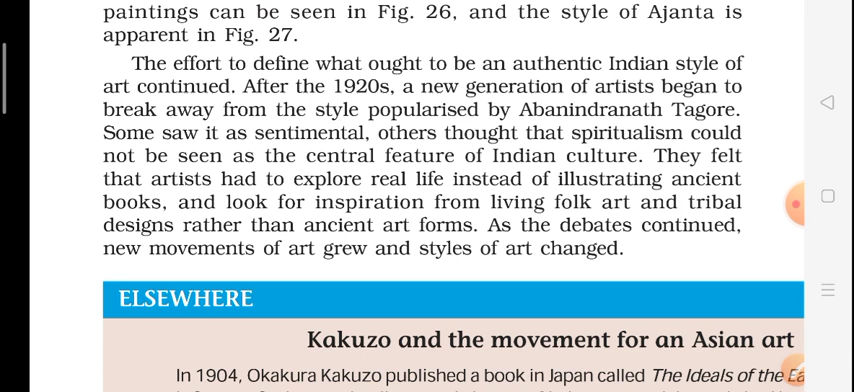 paintings can be seen in Fig. 26, and the style of Ajanta is
apparent in Fig. 27.
The effort to define what ought to be an authentic Indian style of
art continued. After the 1920s, a new generation of artists began to
break away from the style popularised by Abanindranath Tagore.
Some saw it as sentimental, others thought that spiritualism could
not be seen as the central feature of Indian culture. They felt
that artists had to explore real life instead of illustrating ancient
books, and look for inspiration from living folk art and tribal
designs rather than ancient art forms. As the debates continued,
new movements of art grew and styles of art changed.
ELSEWHERE
Kakuzo and the movement for an Asian art
In 1904, Okakura Kakuzo published a book in Japan called The Ideals of the